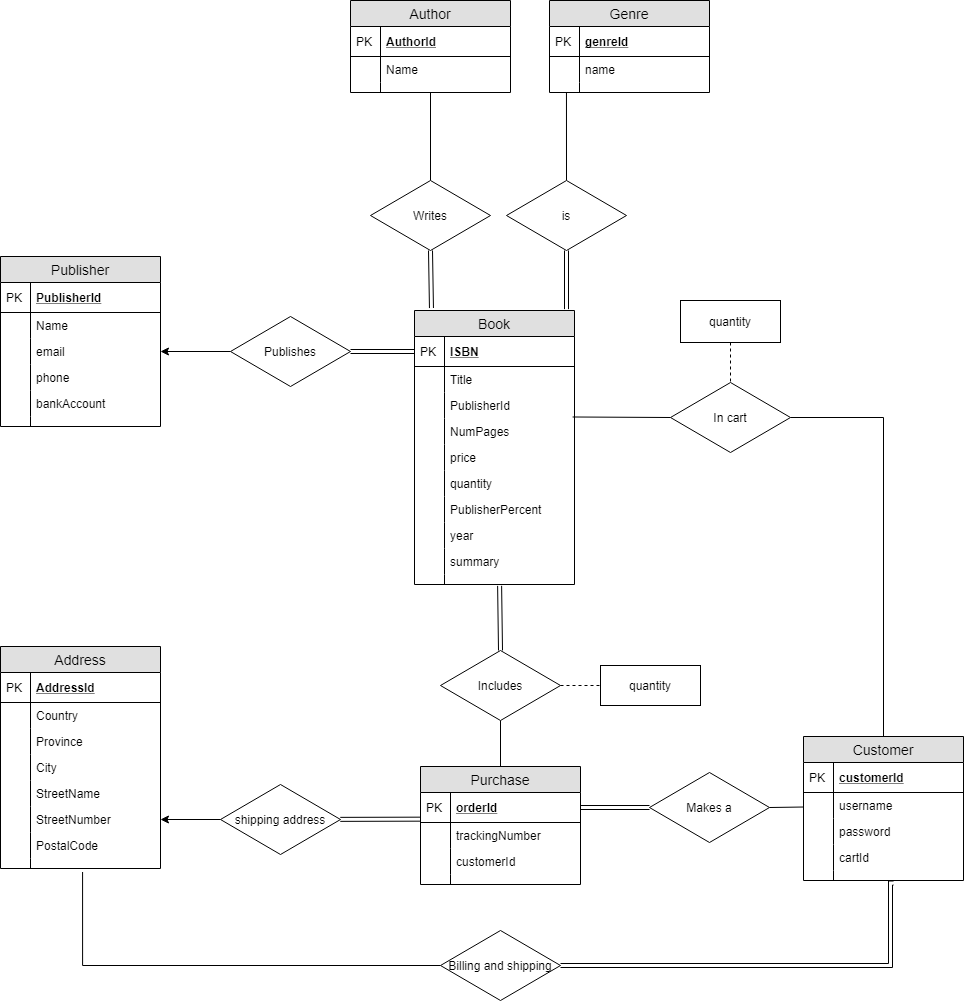 Author
PK AuthorId
Name
Genre
PK genreId
name
Writes
is
Publisher
PK PublisherId
Name
email
phone
bankAccount
Publishes
Book
PK ISBN
Title
PublisherId
NumPages
price
quantity
PublisherPercent
year
summary
quantity
In cart
Includes
quantity
Address
PK AddressId
Country
Province
City
StreetName
StreetNumber
PostalCode
shipping address
Purchase
PK orderId
trackingNumber
customerId
Makes a
Customer
PK customerId
username
password
cartId
Billing and shipping